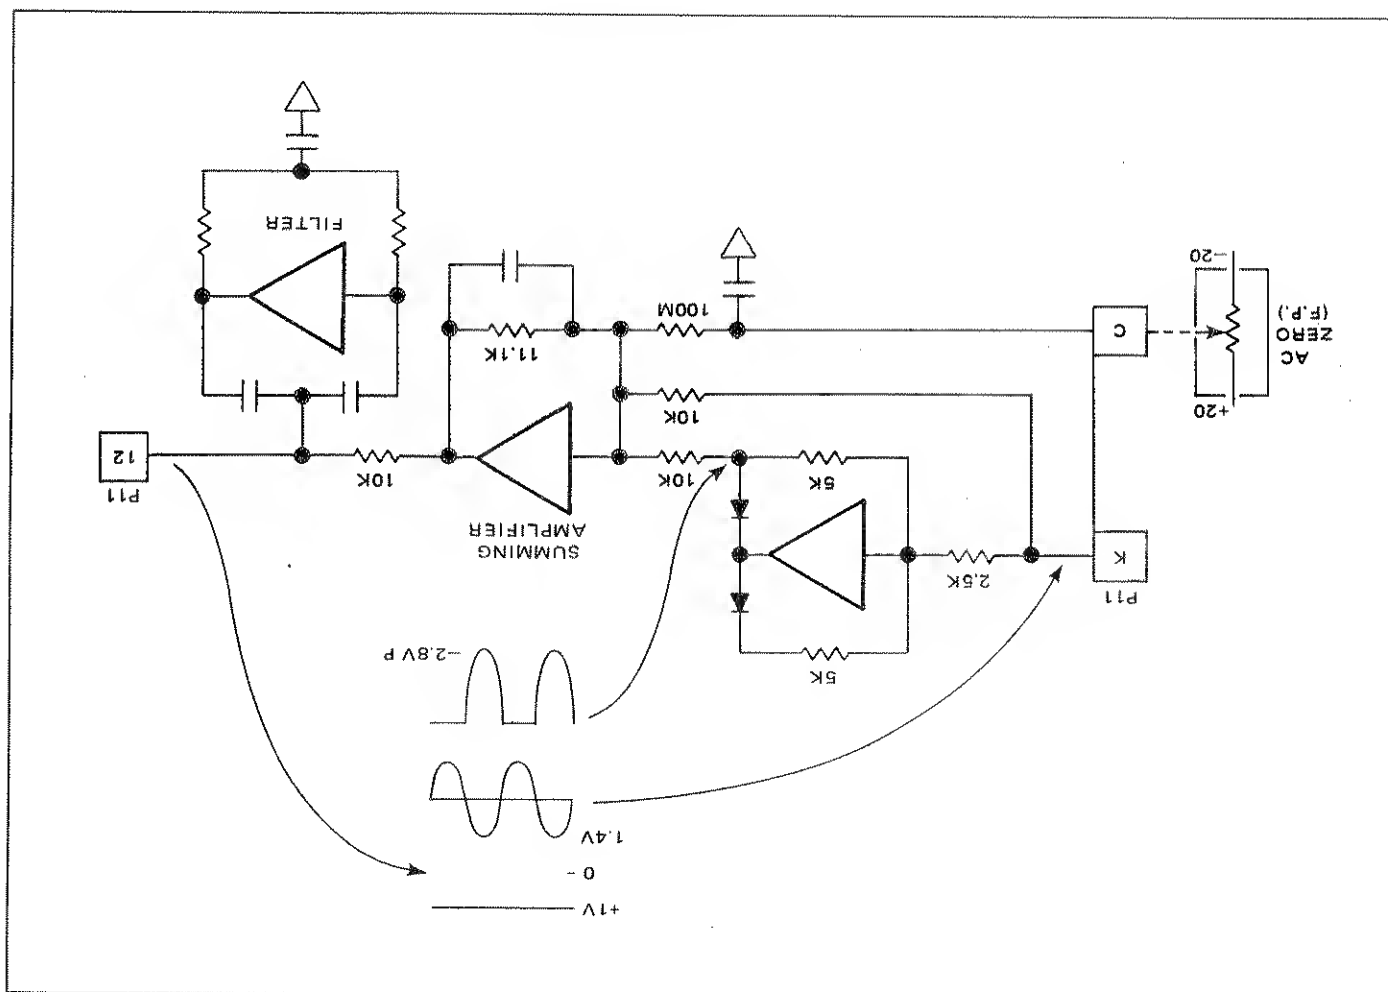 +1V
0 –
1.4V
–2.8V P
5K
P11
K
2.5K
SUMMING
AMPLIFIER
5K
10K
10K
P11
12
+20
10K
AC
ZERO
(F.P.)
C
11.1K
100M
–20
FILTER